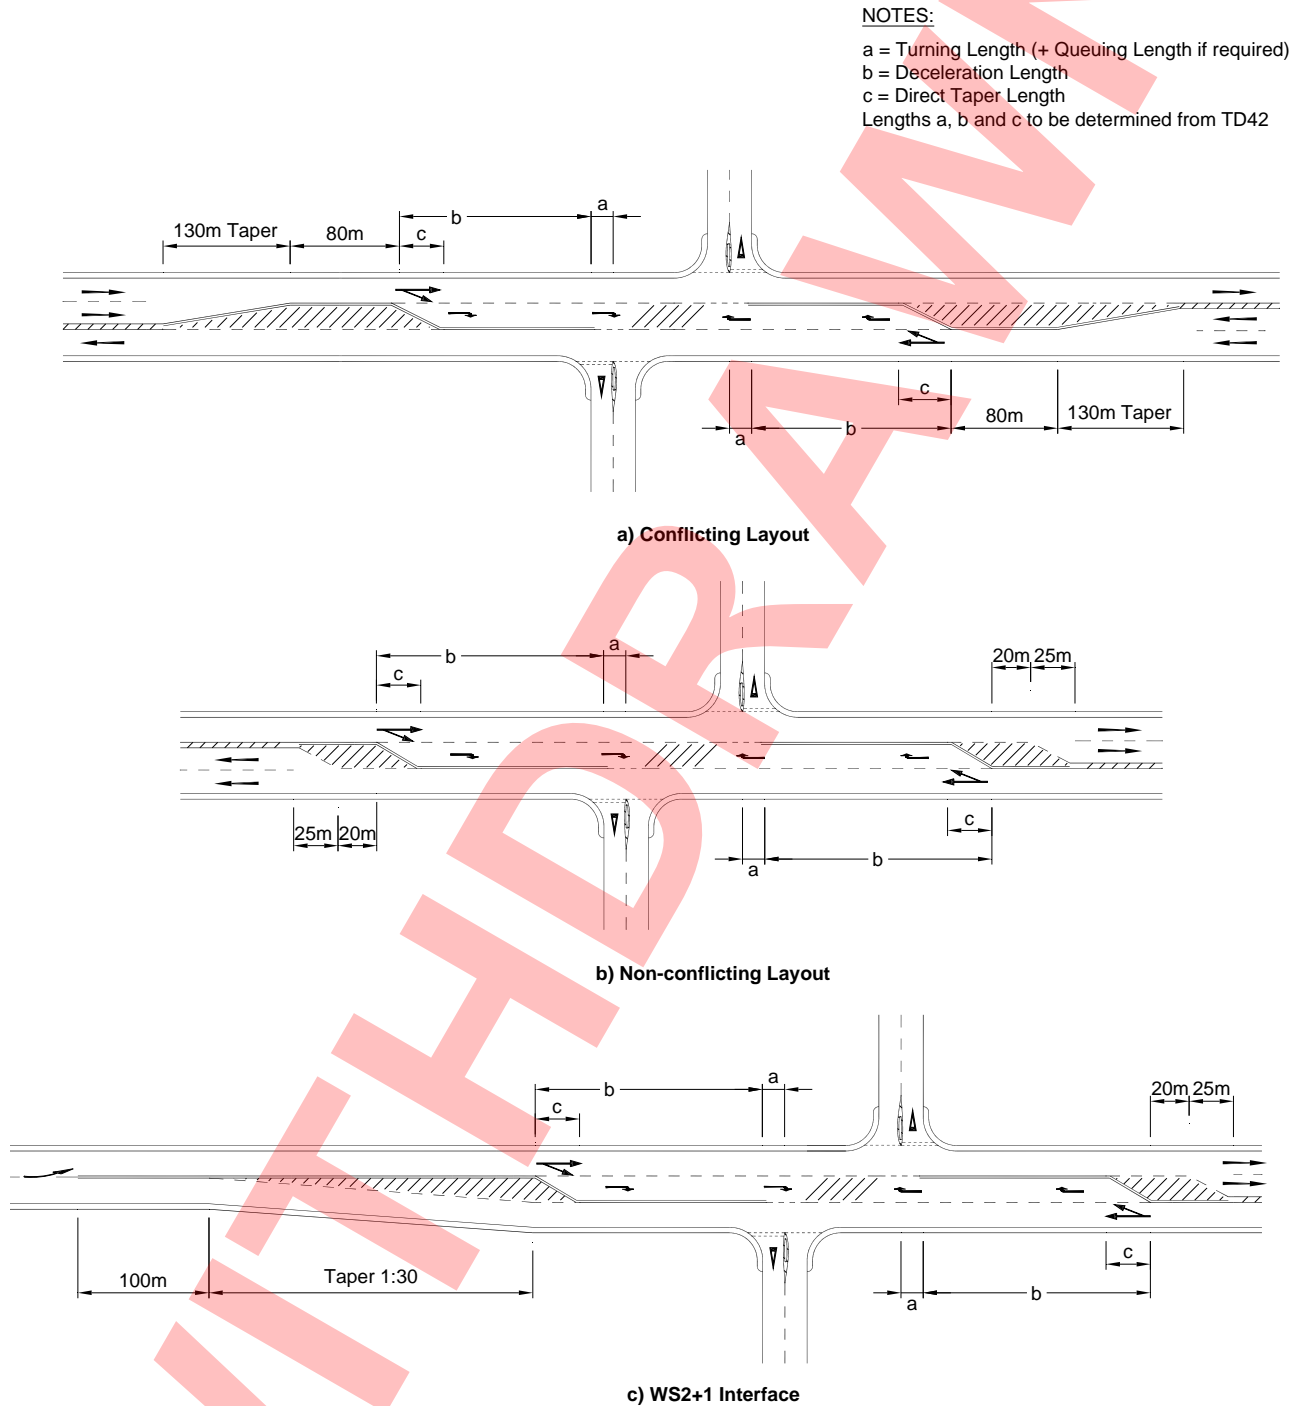 NOTES:
a = Turning Length (+ Queuing Length if required)
b = Deceleration Length
c = Direct Taper Length
Lengths a, b and c to be determined from TD42
130m Taper
80m
b
c
a
a
b
c
80m
130m Taper
a) Conflicting Layout
b
a
c
20m
25m
25m
20m
a
b
c
b) Non-conflicting Layout
b
a
c
20m
25m
100m
Taper 1:30
a
b
c
c) WS2+1 Interface
WITHDRAWN